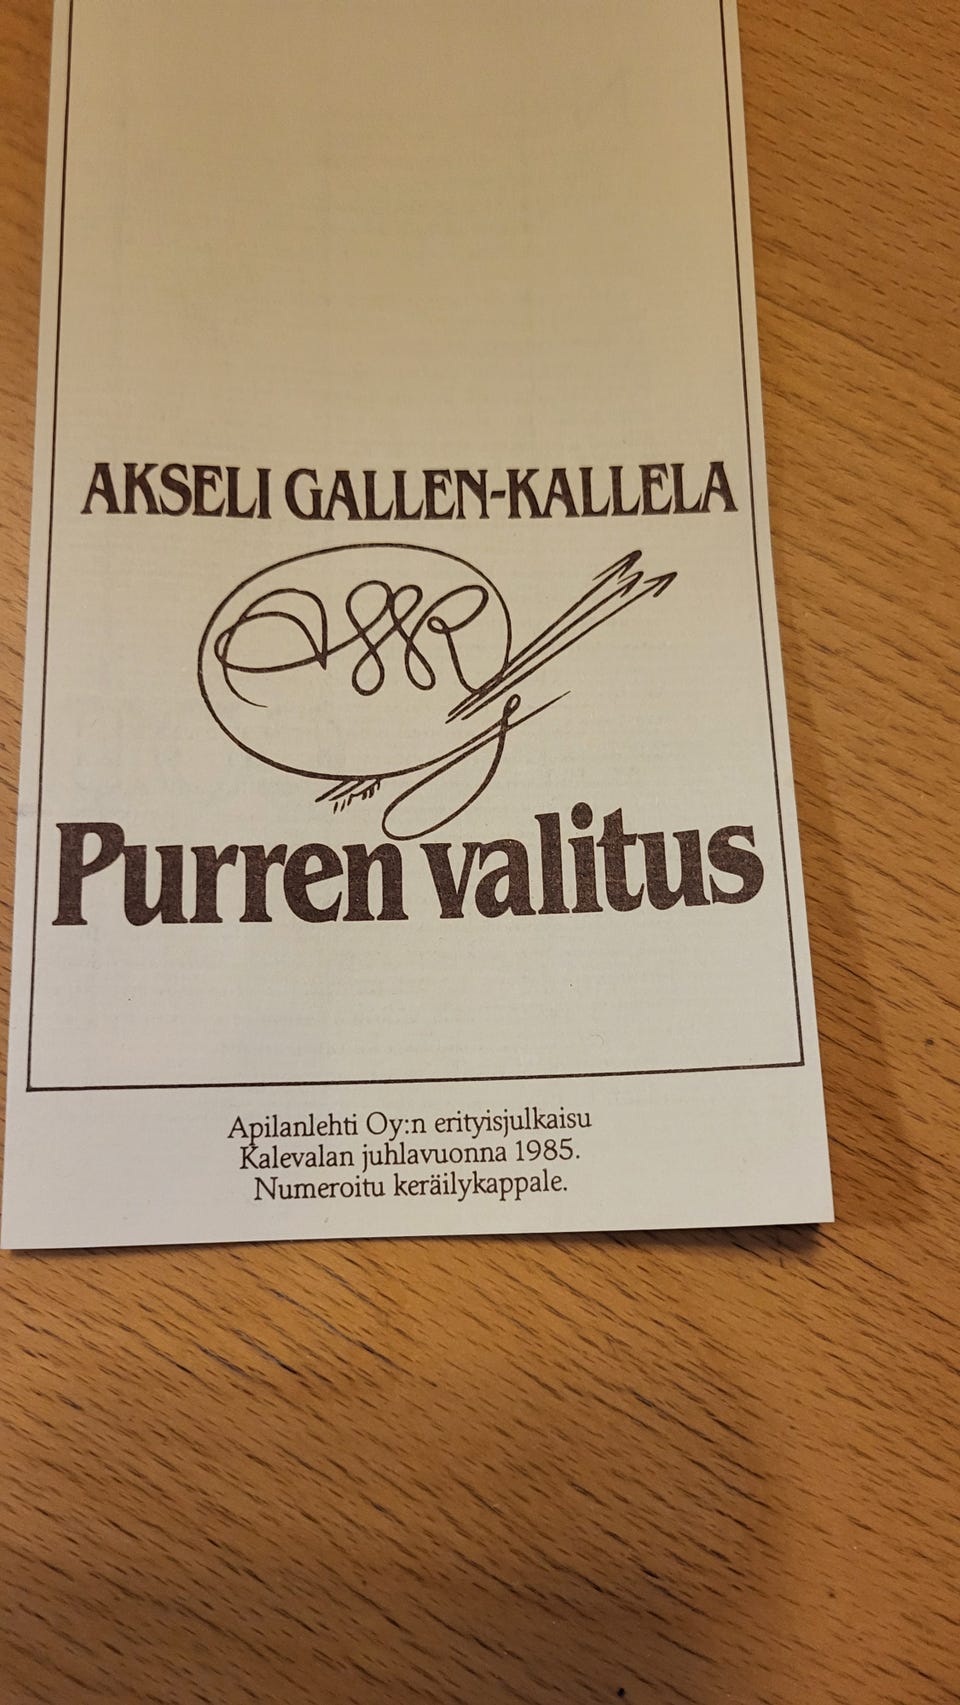 AKSELI GALLEN-KALLELA
Purren valitus
Apilanlehti Oy:n erityisjulkaisu
Kalevalan juhlavuonna 1985.
Numeroitu keräilykappale.